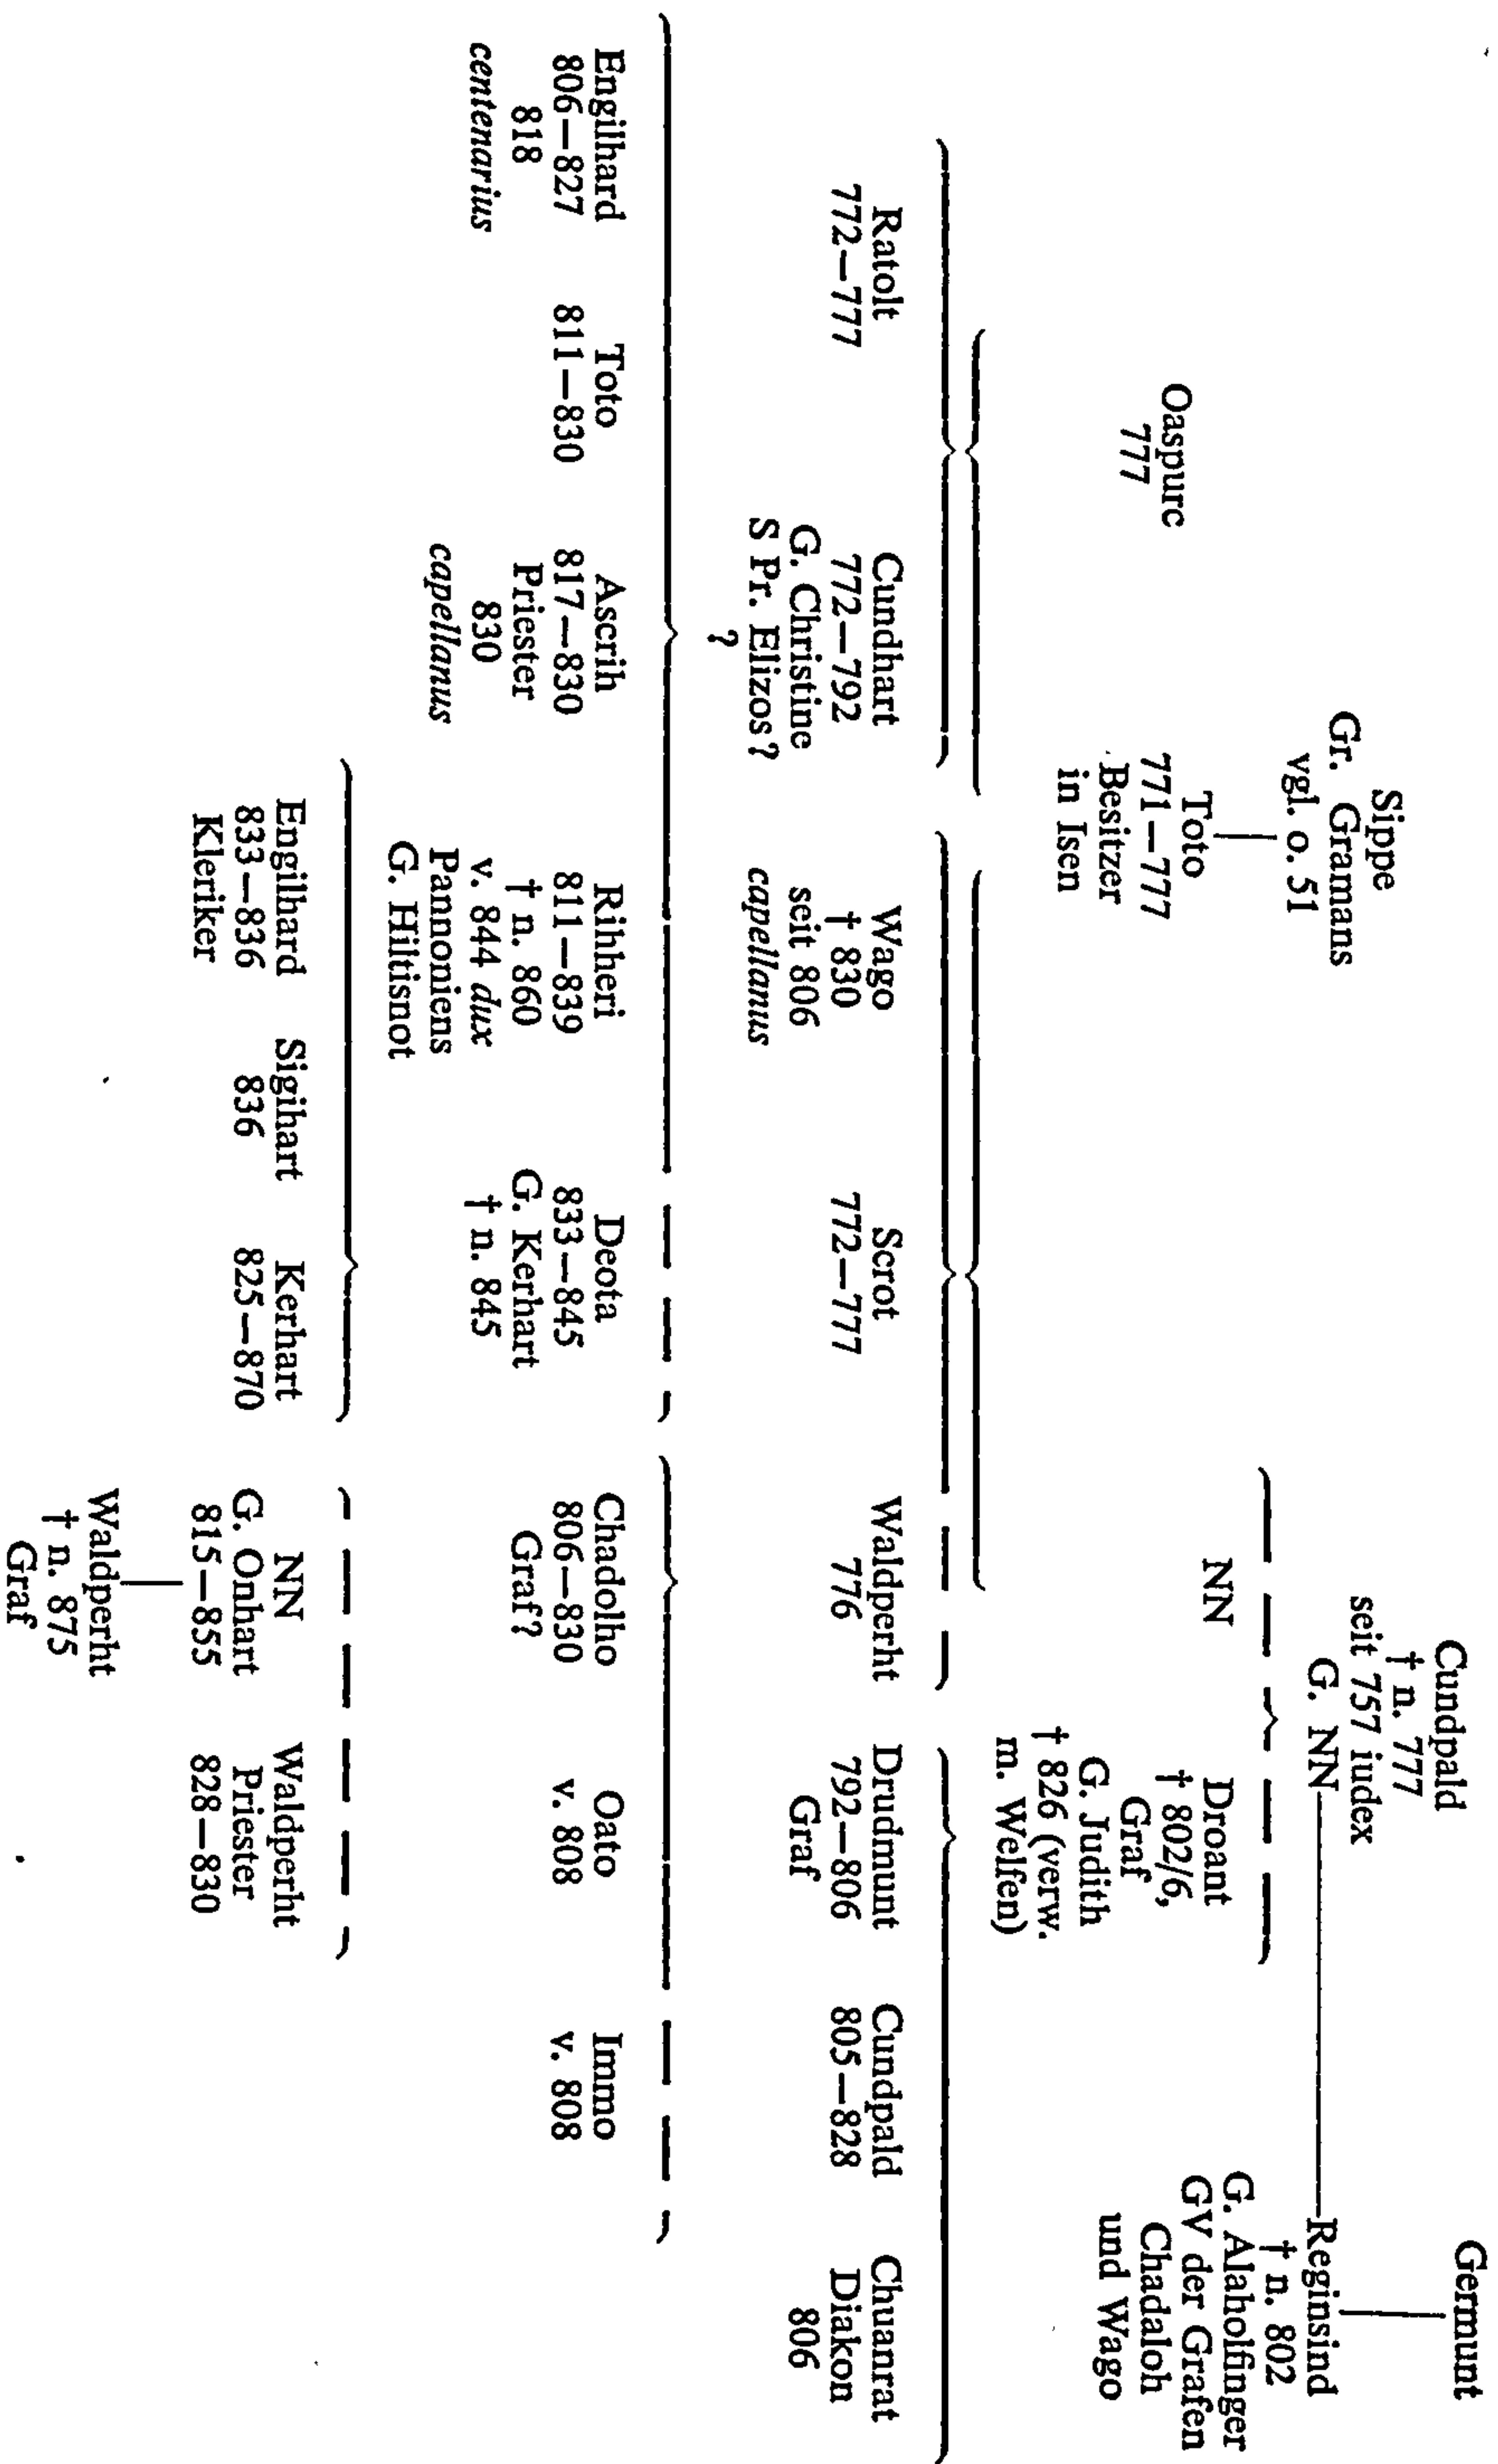 Germunt
Cundpald
† n. 777
seit 757 iudex
G. NN
Reginsind
† n. 802
G. Alaholfinger
GV der Grafen
Chadaloh
und Wago
Sippe
Gr. Gramans
vgl. o. 51
Oaspurc
777
Toto
771—777
Besitzer
in Isen
NN
Droant
† 802/6,
Graf
G. Judith
† 826 (verw.
m. Welfen)
Ratolt
772—777
Cundhart
772—792
G. Christine
S Pr. Elizos?
?
Wago
† 830
seit 806
capellanus
Scrot
772—777
Waldperht
776
Drudmunt
792—806
Graf
Cundpald
805—828
Chuanrat
Diakon
806
Engilhard
806—827
818
centenarius
Toto
811—830
Ascrih
817—830
Priester
830
capellanus
Rihheri
811—839
† n. 860
v. 844 dux
Pannoniens
G. Hiltisnot
Deota
833—845
G. Kerhart
† n. 845
Chadolho
806—830
Graf?
Oato
v. 808
Immo
v. 808
Engilhard
833—836
Kleriker
Sigihart
836
Kerhart
825—870
NN
G. Onhart
815—855
Waldperht
Priester
828—830
Waldperht
† n. 875
Graf